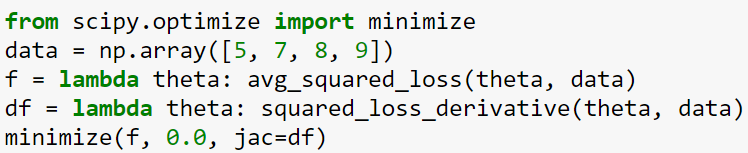 from scipy.optimize import minimize
data = np.array([5, 7, 8, 9])
f = lambda theta: avg_squared_loss(theta, data)
df = lambda theta: squared_loss_derivative(theta, data)
minimize(f, 0.0, jac=df)